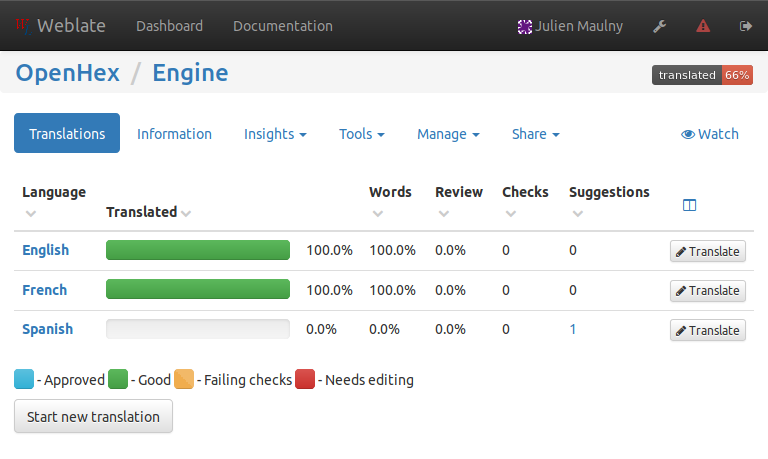 Weblate Dashboard Documentation Julien Maulny
OpenHex / Engine translated 66%
Translations Information Insights Tools Manage Share Watch
Language Translated Words Review Checks Suggestions
English 100.0% 100.0% 0.0% 0 0 Translate
French 100.0% 100.0% 0.0% 0 0 Translate
Spanish 0.0% 0.0% 0.0% 0 1 Translate
- Approved - Good - Failing checks - Needs editing
Start new translation